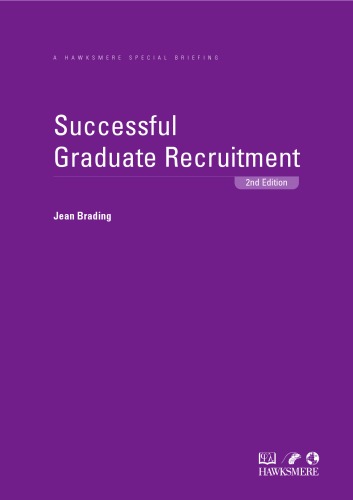 A HAWKSMERE SPECIAL BRIEFING
Successful
Graduate Recruitment
2nd Edition
Jean Brading
HAWKSMERE